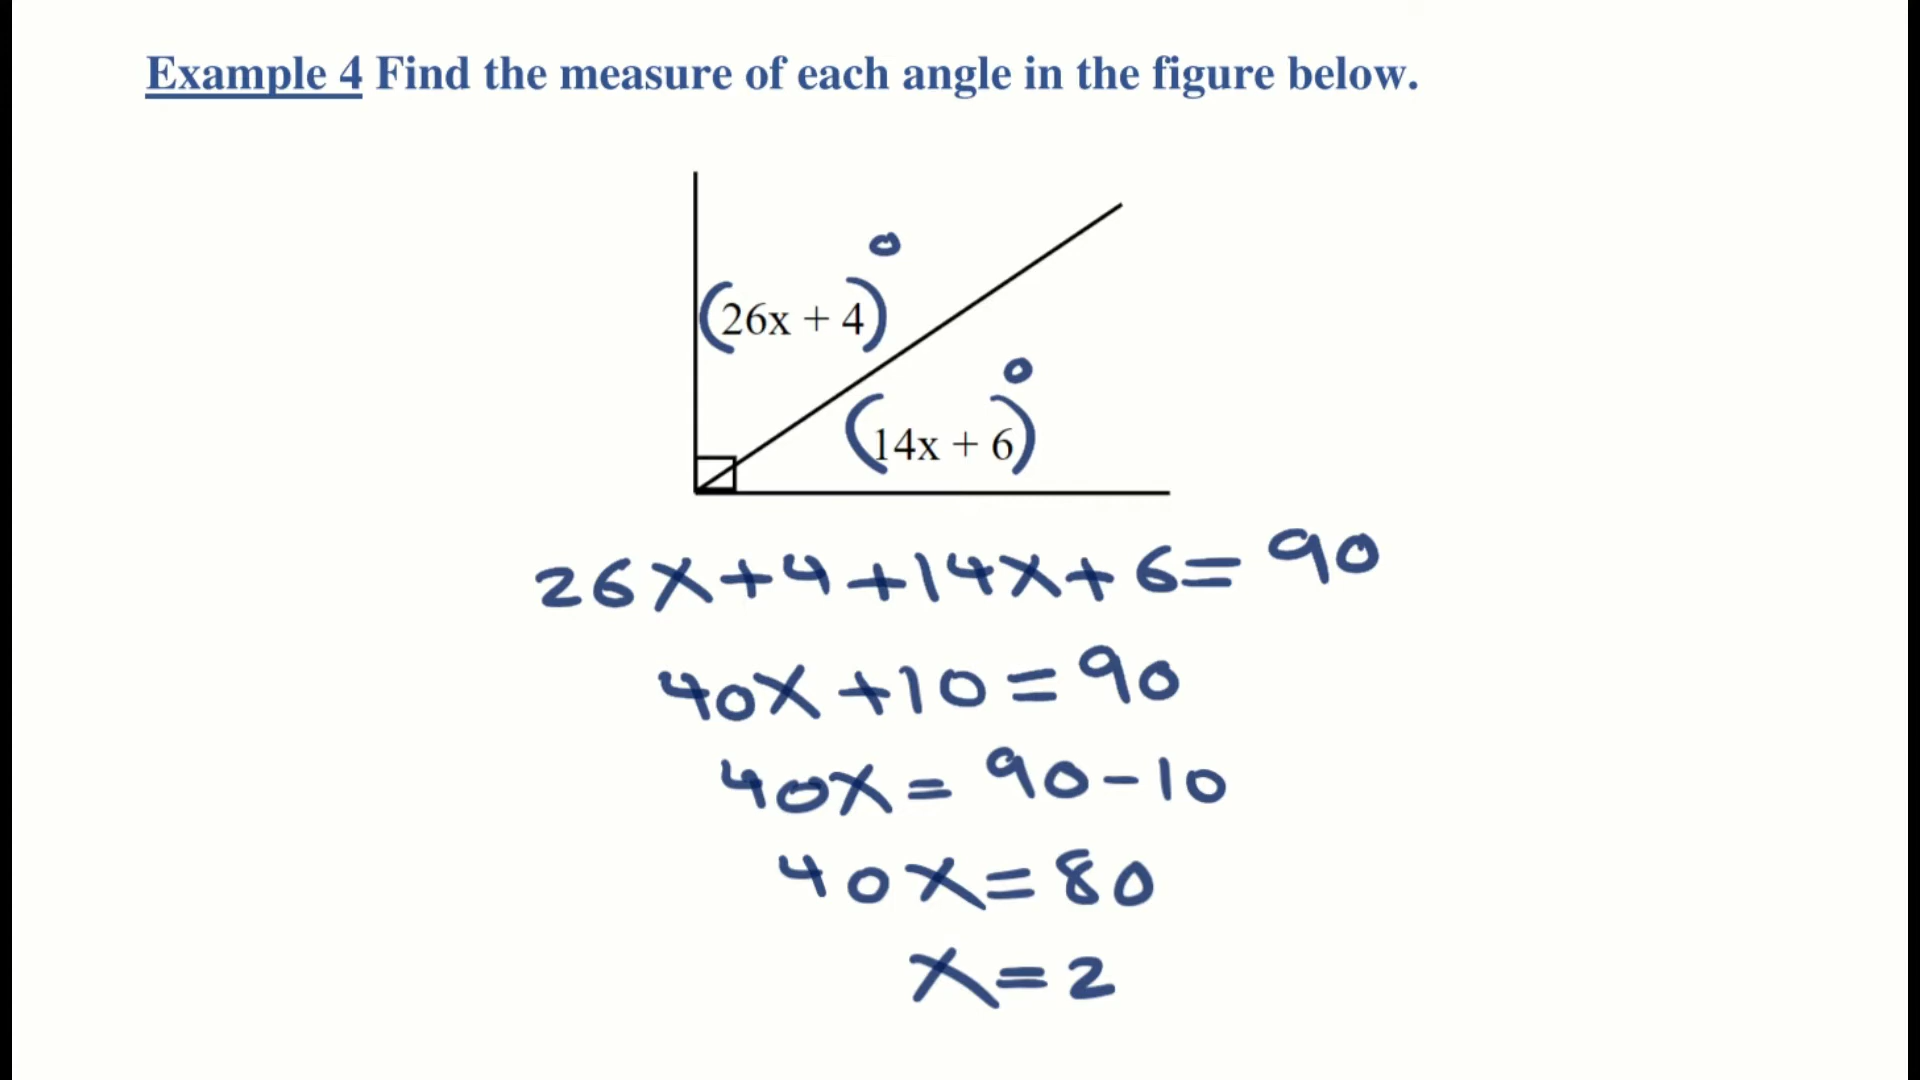 Example 4 Find the measure of each angle in the figure below.
(26x + 4)°
(14x + 6)°
26x+4+14x+6=90
40x+10=90
40x=90-10
40x=80
x=2